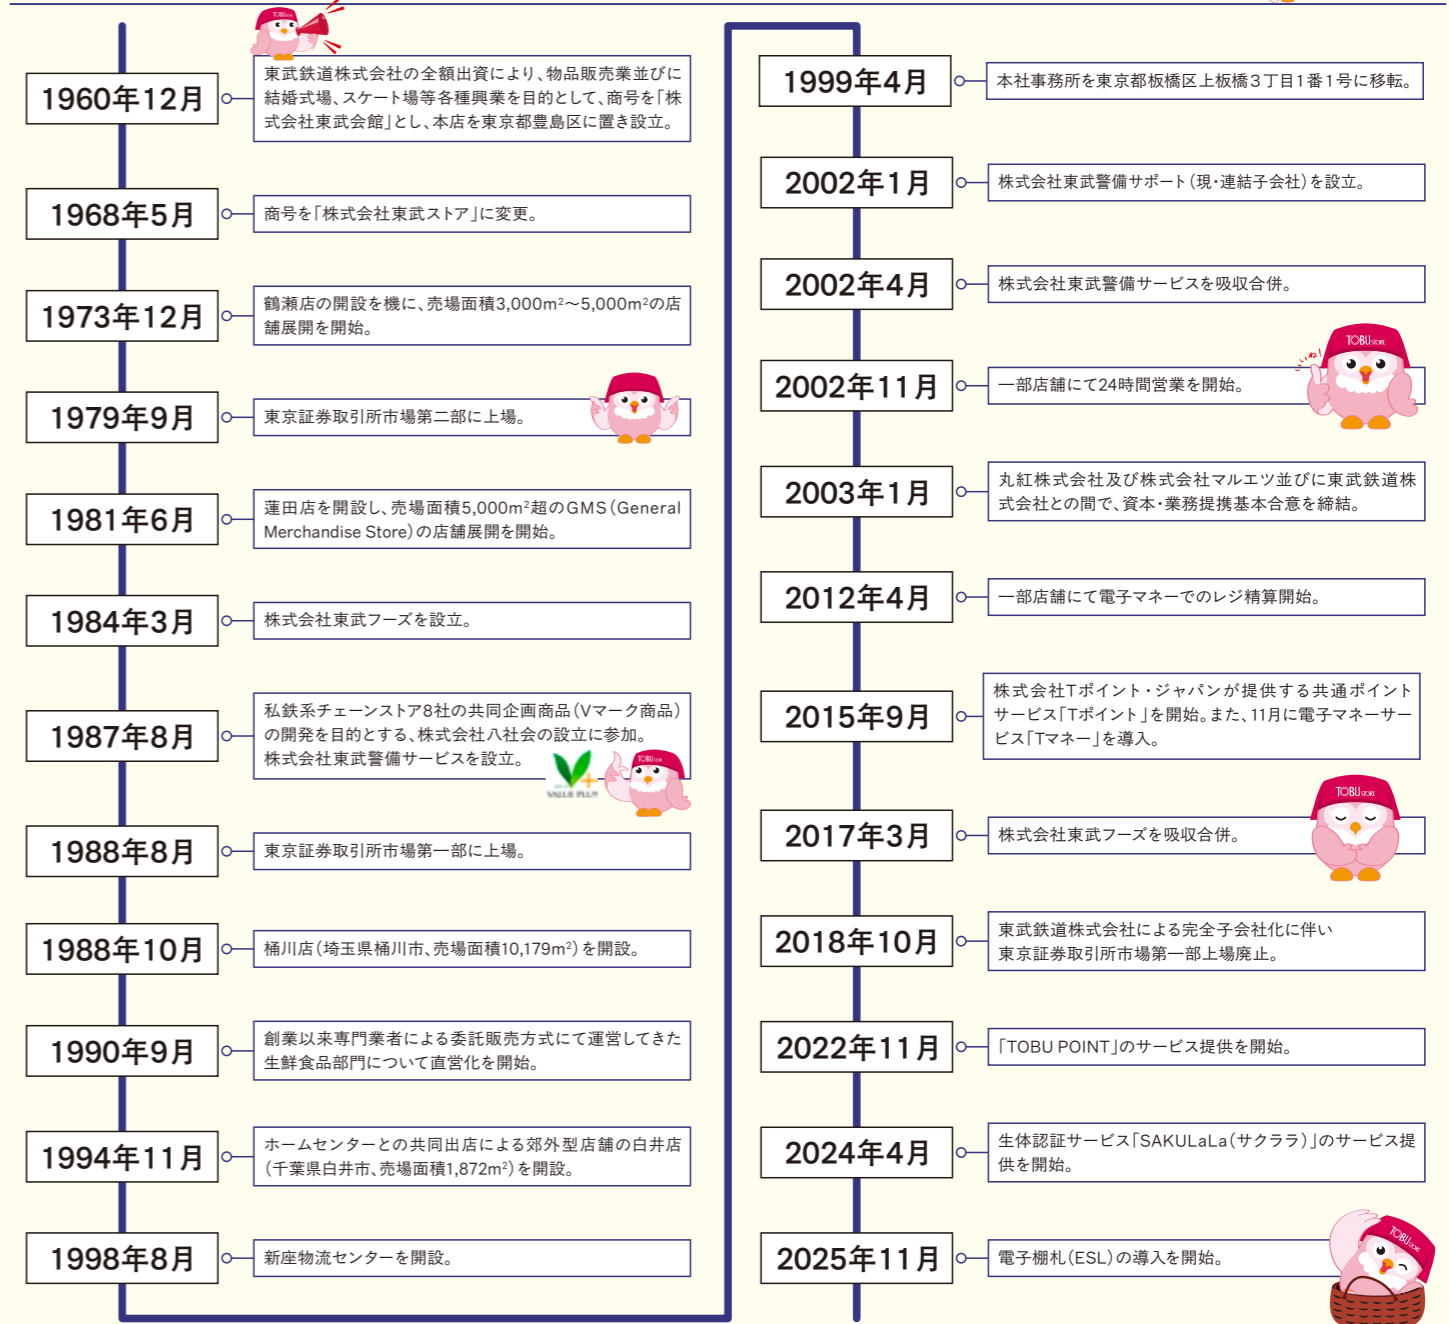 1960年12月
東武鉄道株式会社の全額出資により、物品販売業並びに
結婚式場、スケート場等各種興業を目的として、商号を「株
式会社東武会館」とし、本店を東京都豊島区に置き設立。
1968年5月
商号を「株式会社東武ストア」に変更。
1973年12月
鶴瀬店の開設を機に、売場面積3,000m²～5,000m²の店
舗展開を開始。
1979年9月
東京証券取引所市場第二部に上場。
1981年6月
蓮田店を開設し、売場面積5,000m²超のGMS(General
Merchandise Store)の店舗展開を開始。
1984年3月
株式会社東武フーズを設立。
1987年8月
私鉄系チェーンストア8社の共同企画商品(Vマーク商品)
の開発を目的とする、株式会社八社会の設立に参加。
株式会社東武警備サービスを設立。
VALUE PLUS
TOBU STORE
1988年8月
東京証券取引所市場第一部に上場。
1988年10月
桶川店(埼玉県桶川市、売場面積10,179m²)を開設。
1990年9月
創業以来専門業者による委託販売方式にて運営してきた
生鮮食品部門について直営化を開始。
1994年11月
ホームセンターとの共同出店による郊外型店舗の白井店
(千葉県白井市、売場面積1,872m²)を開設。
1998年8月
新座物流センターを開設。
1999年4月
本社事務所を東京都板橋区上板橋3丁目1番1号に移転。
2002年1月
株式会社東武警備サポート(現・連結子会社)を設立。
2002年4月
株式会社東武警備サービスを吸収合併。
2002年11月
一部店舗にて24時間営業を開始。
いいね!
TOBU STORE
2003年1月
丸紅株式会社及び株式会社マルエツ並びに東武鉄道株
式会社との間で、資本・業務提携基本合意を締結。
2012年4月
一部店舗にて電子マネーでのレジ精算開始。
2015年9月
株式会社Tポイント・ジャパンが提供する共通ポイント
サービス「Tポイント」を開始。また、11月に電子マネーサー
ビス「Tマネー」を導入。
2017年3月
株式会社東武フーズを吸収合併。
TOBU STORE
2018年10月
東武鉄道株式会社による完全子会社化に伴い
東京証券取引所市場第一部上場廃止。
2022年11月
「TOBU POINT」のサービス提供を開始。
2024年4月
生体認証サービス「SAKULaLa(サクララ)」のサービス提
供を開始。
2025年11月
電子棚札(ESL)の導入を開始。
TOBU STORE